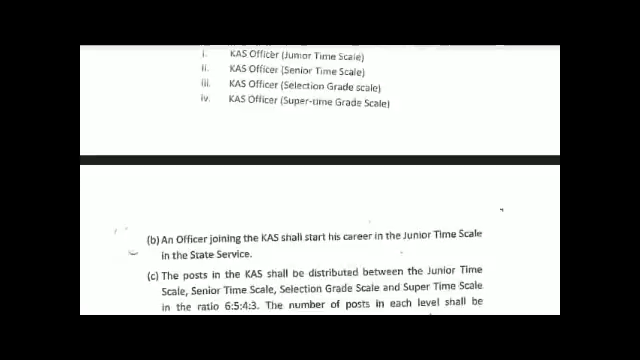 i. KAS Officer (Junior Time Scale)
ii. KAS Officer (Senior Time Scale)
iii. KAS Officer (Selection Grade scale)
iv. KAS Officer (Super-time Grade Scale)
(b) An Officer joining the KAS shall start his career in the Junior Time Scale
in the State Service.
(c) The posts in the KAS shall be distributed between the Junior Time
Scale, Senior Time Scale, Selection Grade Scale and Super Time Scale
in the ratio 6:5:4:3. The number of posts in each level shall be